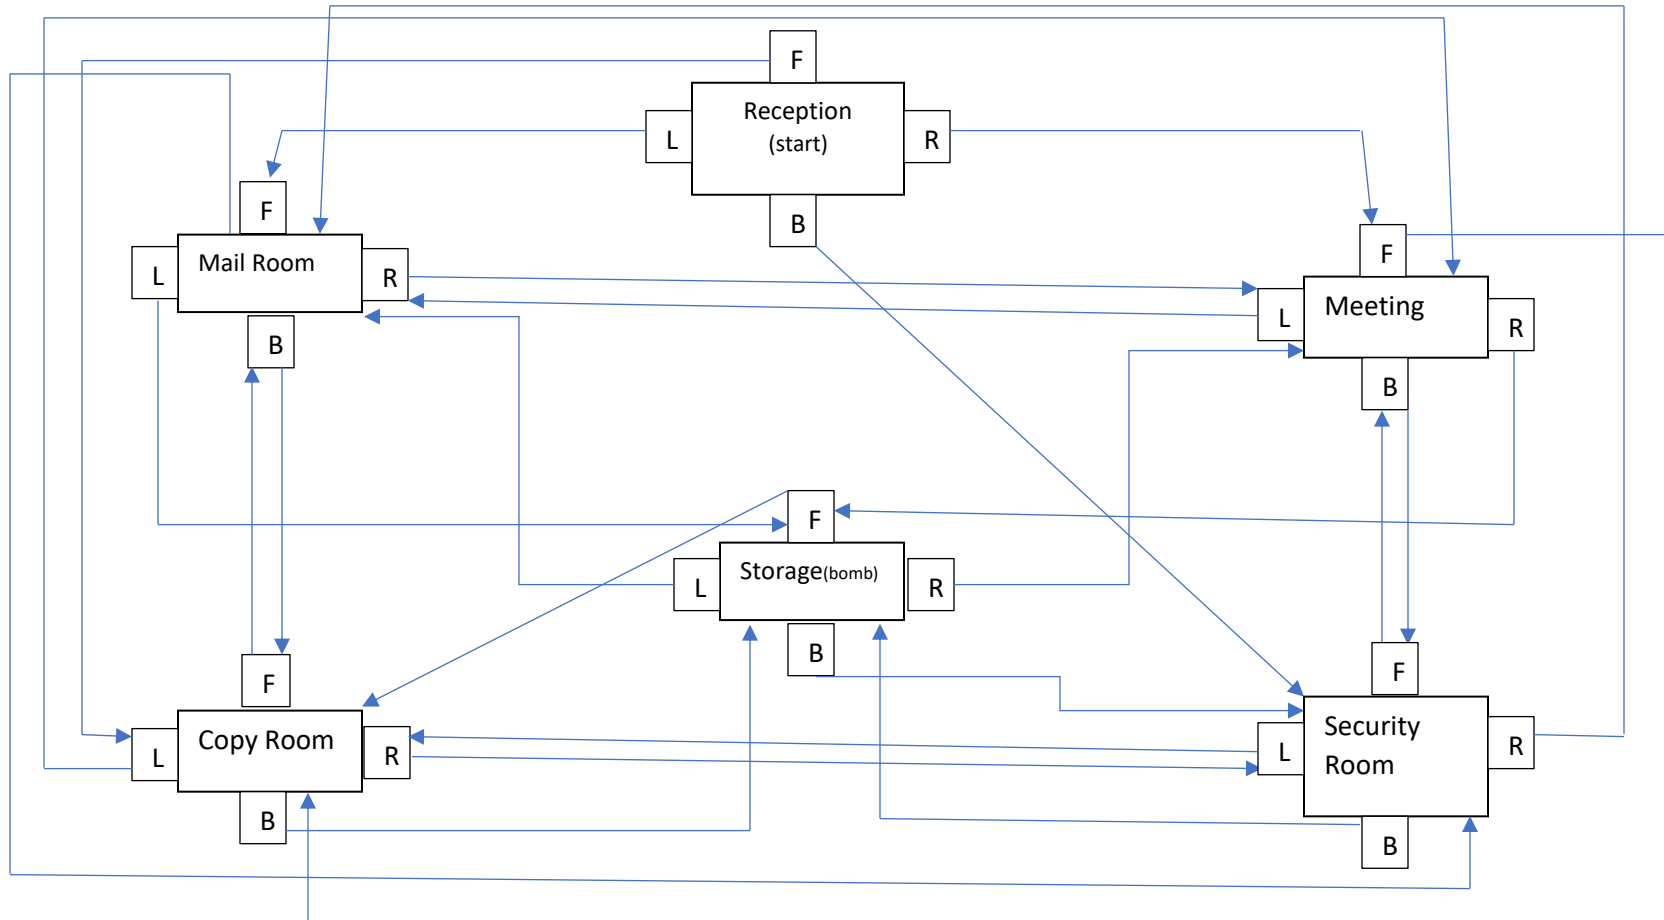 F
Reception
(start)
L
R
B
F
Mail Room
L
R
B
F
Meeting
L
R
B
F
Storage(bomb)
L
R
B
F
Copy Room
L
R
B
F
Security
Room
L
R
B